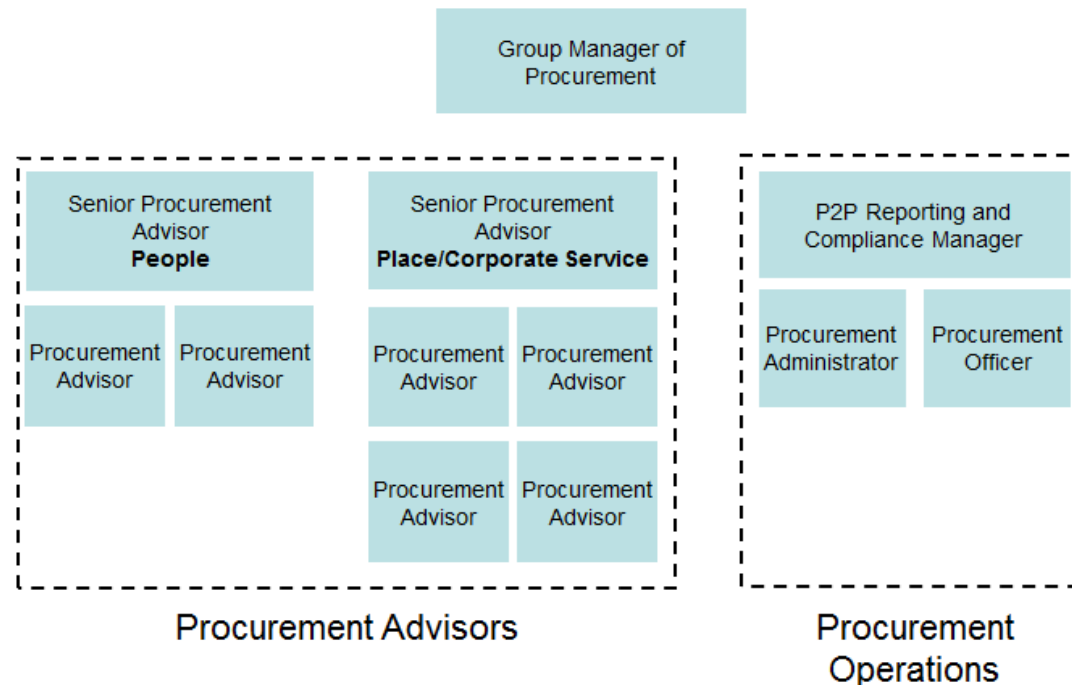 Group Manager of
Procurement
Senior Procurement
Advisor
People
Senior Procurement
Advisor
Place/Corporate Service
P2P Reporting and
Compliance Manager
Procurement
Advisor
Procurement
Advisor
Procurement
Advisor
Procurement
Advisor
Procurement
Administrator
Procurement
Officer
Procurement
Advisor
Procurement
Advisor
Procurement Advisors
Procurement
Operations